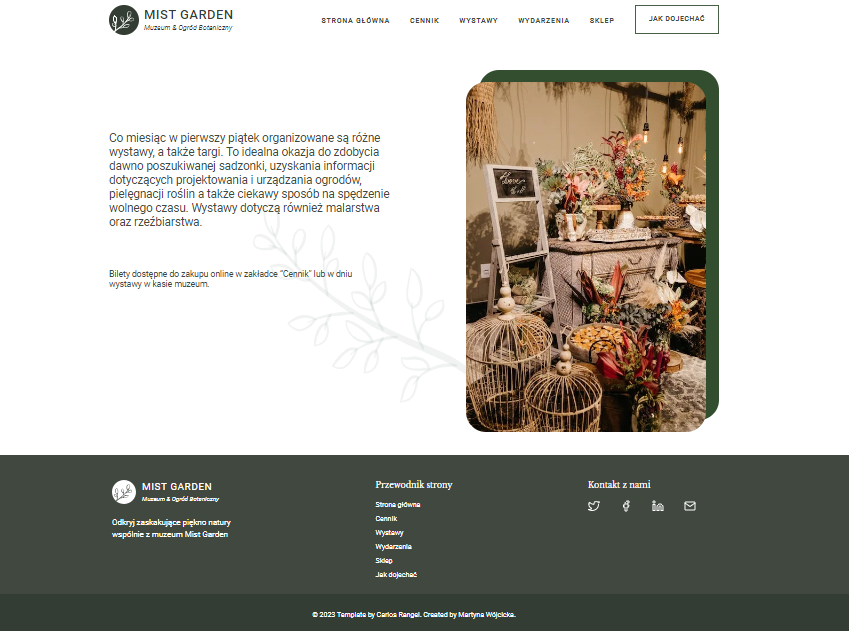 MIST GARDEN
Museum & Ogród Botaniczny
STRONA GŁÓWNA
CENNIK
WYSTAWY
WYDARZENIA
SKLEP
JAK DOJECHAĆ
Co miesiąc w pierwszy piątek organizowane są różne
wystawy, a także targi. To idealna okazja do zdobycia
dawno poszukiwanej sadzonki, uzyskania informacji
dotyczących projektowania i urządzania ogrodów,
pielęgnacji roślin a także ciekawy sposób na spędzenie
wolnego czasu. Wystawy dotyczą również malarstwa
oraz rzeźbiarstwa.
Bilety dostępne do zakupu online w zakładce "Cennik" lub w dniu
wystawy w kasie muzeum.
MIST GARDEN
Museum & Ogród Botaniczny
Odkryj zaskakujące piękno natury
wspólnie z muzeum Mist Garden
Przewodnik strony
Strona główna
Cennik
Wystawy
Wydarzenia
Sklep
Jak dojechać
Kontakt z nami
© 2023 Template by Carlos Rangel. Created by Martyna Wójcicka.